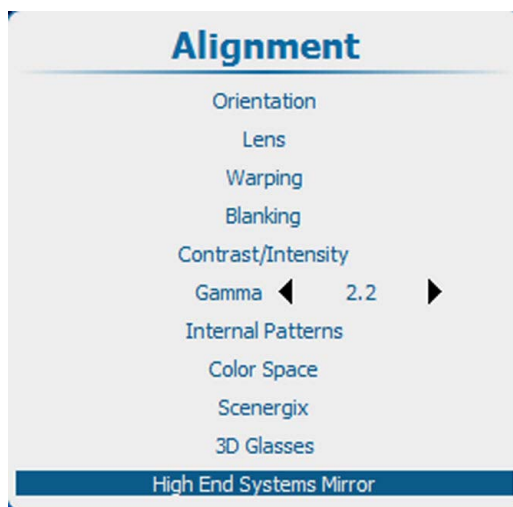 Alignment
Orientation
Lens
Warping
Blanking
Contrast/Intensity
Gamma 2.2
Internal Patterns
Color Space
Scenergix
3D Glasses
High End Systems Mirror